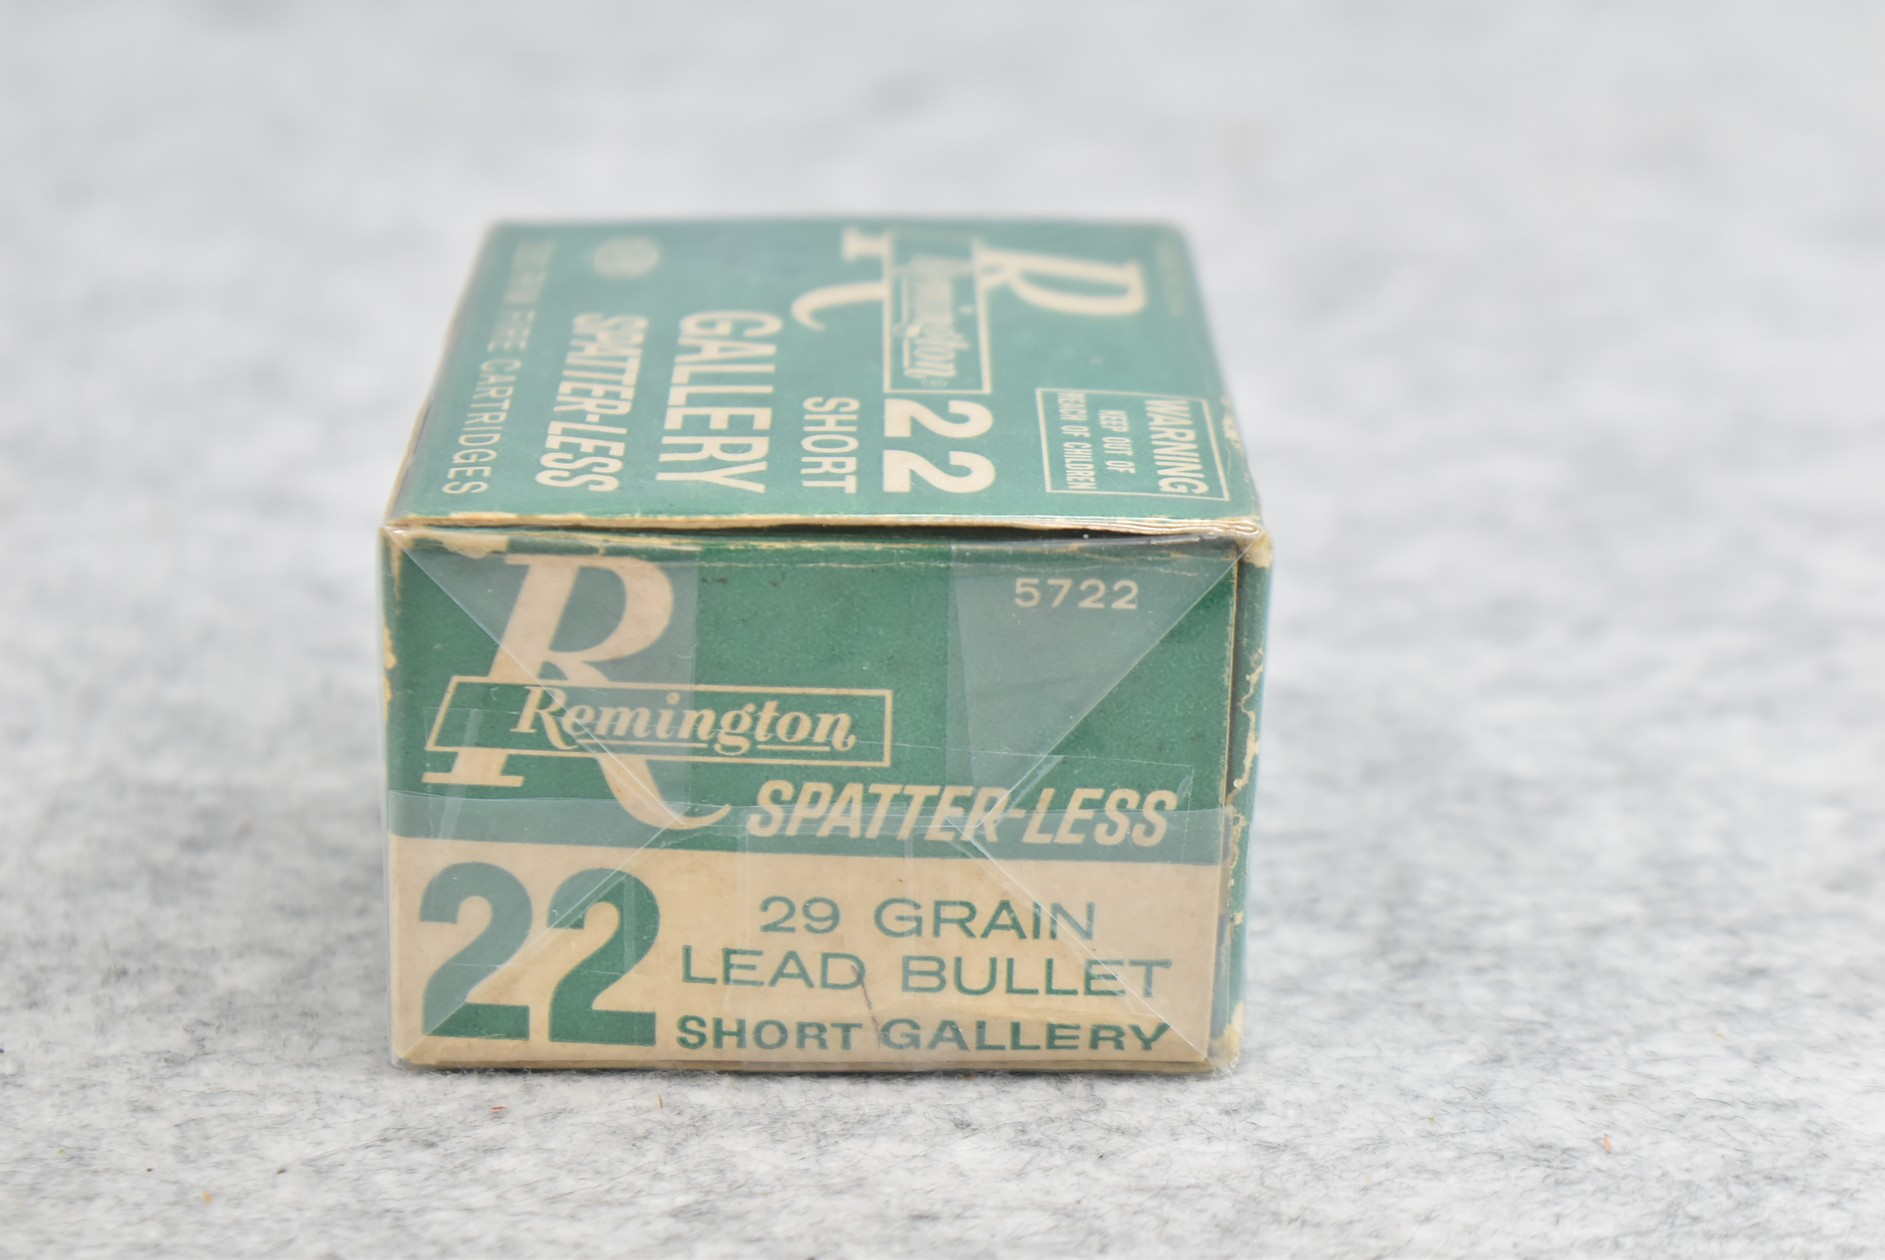 Remington
22
SHORT
GALLERY
SPATTER-LESS
FIRE CARTRIDGES
WARNING
KEEP OUT OF
REACH OF CHILDREN
5722
R
Remington
SPATTER-LESS
22
29 GRAIN
LEAD BULLET
SHORT GALLERY